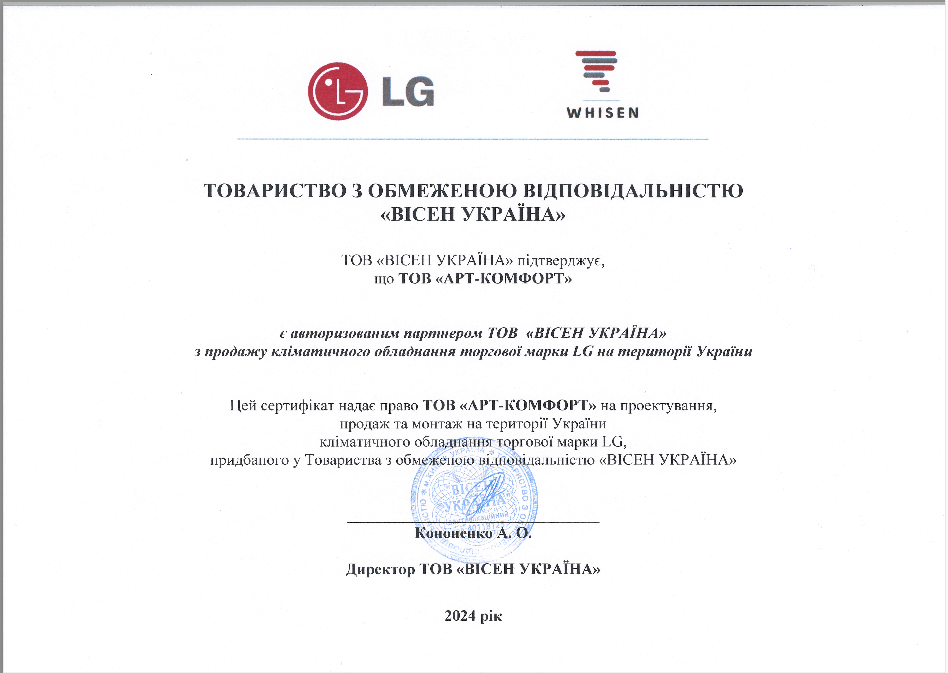 LG
WHISEN
ТОВАРИСТВО З ОБМЕЖЕНОЮ ВІДПОВІДАЛЬНІСТЮ
«ВІСЕН УКРАЇНА»
ТОВ «ВІСЕН УКРАЇНА» підтверджує,
що ТОВ «АРТ-КОМФОРТ»
є авторизованим партнером ТОВ «ВІСЕН УКРАЇНА»
з продажу кліматичного обладнання торгової марки LG на території України
Цей сертифікат надає право ТОВ «АРТ-КОМФОРТ» на проектування,
продаж та монтаж на території України
кліматичного обладнання торгової марки LG,
придбаного у Товариства з обмеженою відповідальністю «ВІСЕН УКРАЇНА»
ВІСЕН
УКРАЇНА
Кононенко А. О.
Директор ТОВ «ВІСЕН УКРАЇНА»
2024 рік